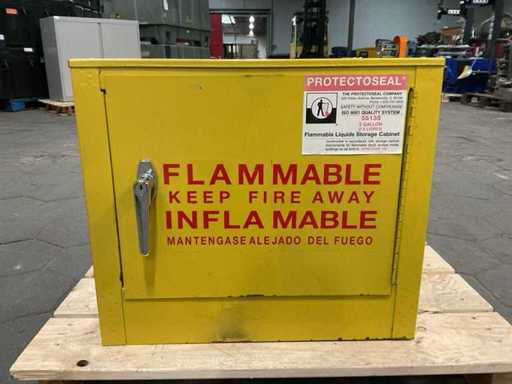 PROTECTOSEAL®
THE PROTECTOSEAL COMPANY
SAFETY WITHOUT COMPROMISE
ISO 9001 QUALITY SYSTEM
5513S
2 GALLON
Flammable Liquids Storage Cabinet
FLAMMABLE
KEEP FIRE AWAY
INFLAMABLE
MANTENGASE ALEJADO DEL FUEGO